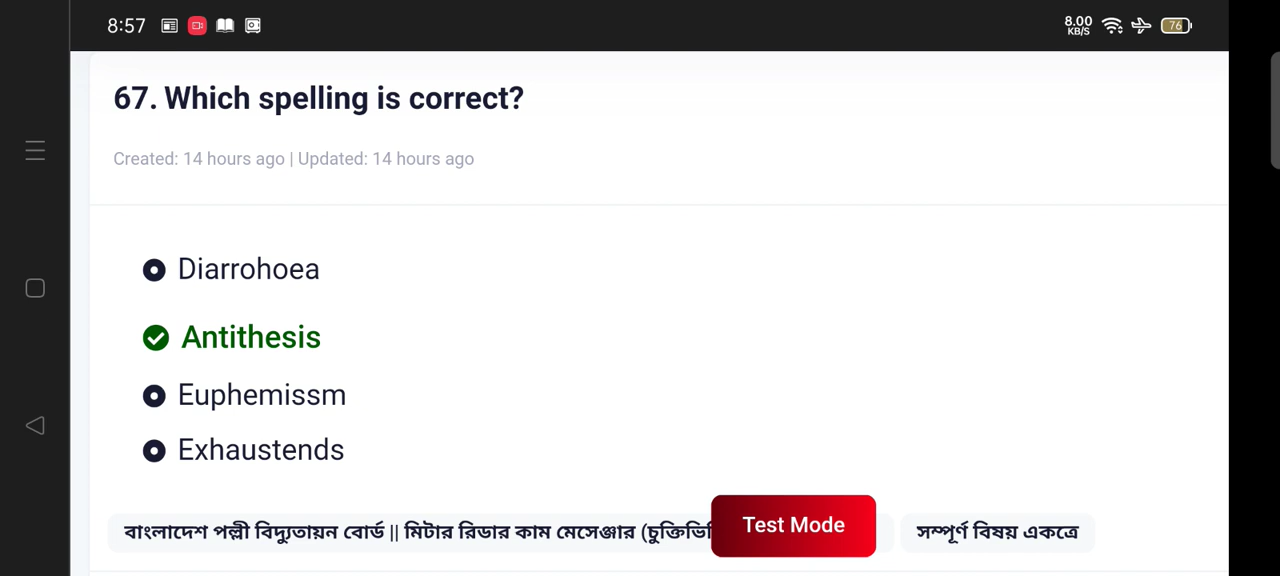 8:57
8.00
KB/S
76
67. Which spelling is correct?
Created: 14 hours ago | Updated: 14 hours ago
Diarrohoea
Antithesis
Euphemissm
Exhaustends
বাংলাদেশ পল্লী বিদ্যুতায়ন বোর্ড || মিটার রিডার কাম মেসেঞ্জার
Test Mode
সম্পূর্ণ বিষয় একত্রে